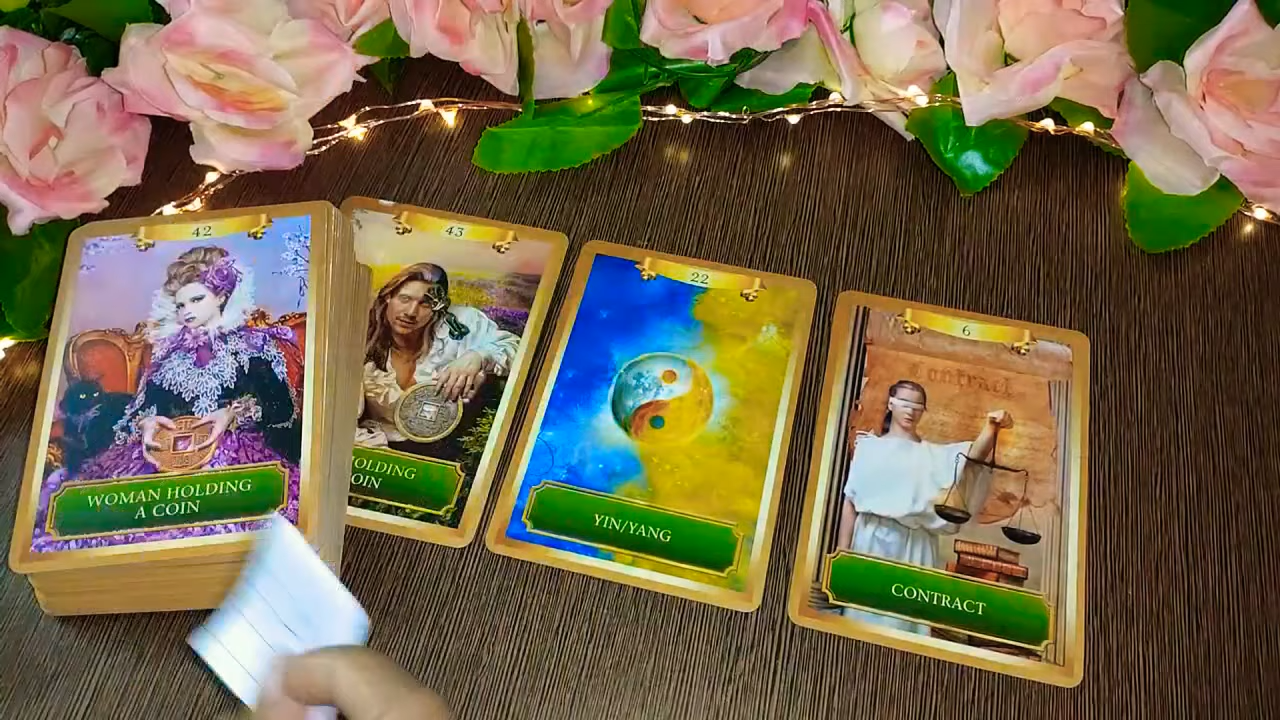 42
WOMAN HOLDING
A COIN
43
OLDING
OIN
22
YIN/YANG
6
Contract
CONTRACT